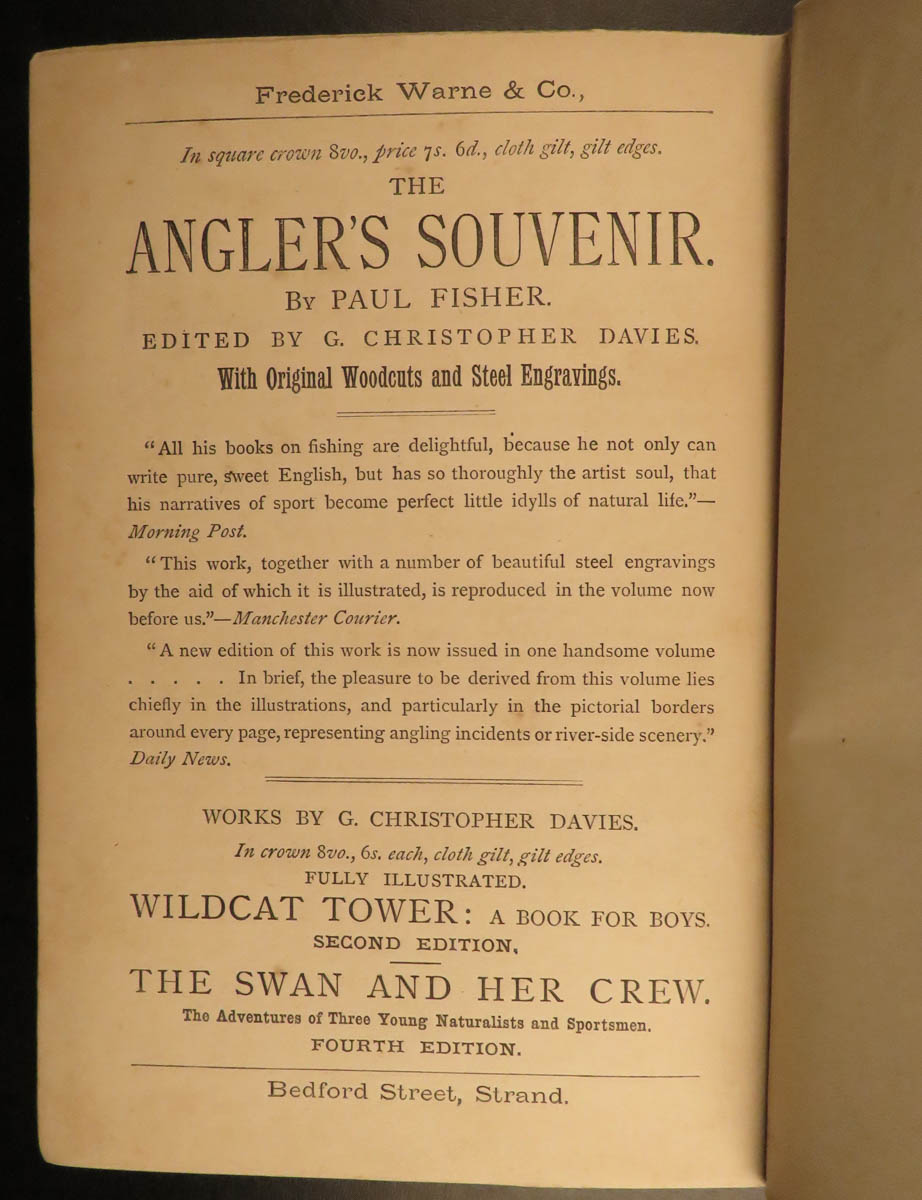 Frederick Warne & Co.,
In square crown 8vo., price 7s. 6d., cloth gilt, gilt edges.
THE
ANGLER'S SOUVENIR.
BY PAUL FISHER.
EDITED BY G. CHRISTOPHER DAVIES.
With Original Woodcuts and Steel Engravings.
"All his books on fishing are delightful, because he not only can
write pure, sweet English, but has so thoroughly the artist soul, that
his narratives of sport become perfect little idylls of natural life."—
Morning Post.
"This work, together with a number of beautiful steel engravings
by the aid of which it is illustrated, is reproduced in the volume now
before us."—Manchester Courier.
"A new edition of this work is now issued in one handsome volume
. . . . . In brief, the pleasure to be derived from this volume lies
chiefly in the illustrations, and particularly in the pictorial borders
around every page, representing angling incidents or river-side scenery."
Daily News.
WORKS BY G. CHRISTOPHER DAVIES.
In crown 8vo., 6s. each, cloth gilt, gilt edges.
FULLY ILLUSTRATED.
WILDCAT TOWER: A BOOK FOR BOYS.
SECOND EDITION.
THE SWAN AND HER CREW.
The Adventures of Three Young Naturalists and Sportsmen.
FOURTH EDITION.
Bedford Street, Strand.